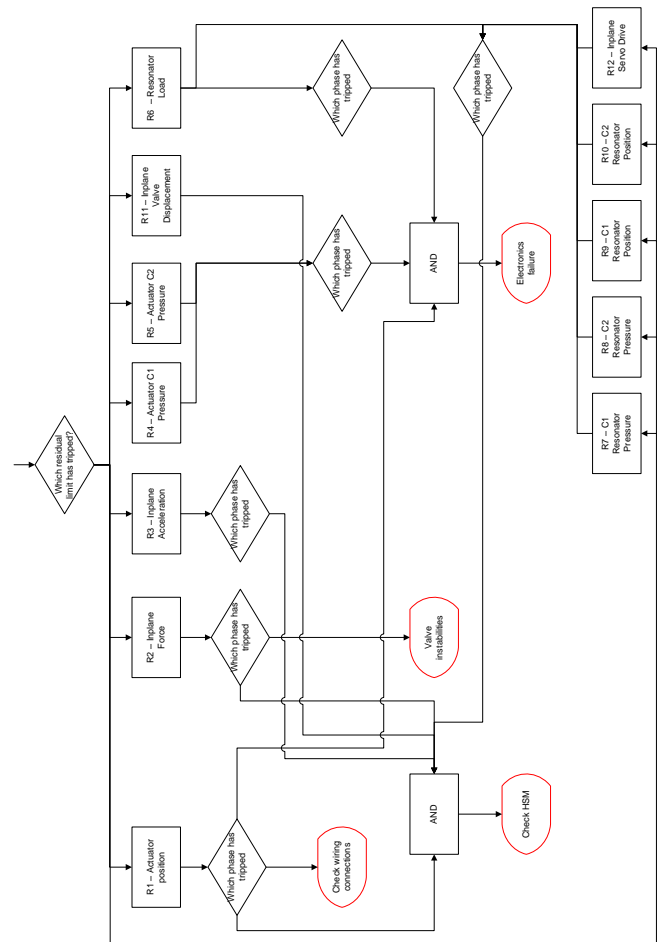 Which residual
limit has tripped?
R1 – Actuator
position
R2 – Inplane
Force
R3 – Inplane
Acceleration
R4 – Actuator C1
Pressure
R5 – Actuator C2
Pressure
R11 – Inplane
Valve
Displacement
R6 – Resonator
Load
Which phase has
tripped
Which phase has
tripped
Which phase has
tripped
Which phase has
tripped
Which phase has
tripped
Which phase has
tripped
Check wiring
connections
Valve
instabilities
AND
AND
Check HSM
Electronics
failure
R7 – C1
Resonator
Pressure
R8 – C2
Resonator
Pressure
R9 – C1
Resonator
Position
R10 – C2
Resonator
Position
R12 – Inplane
Servo Drive